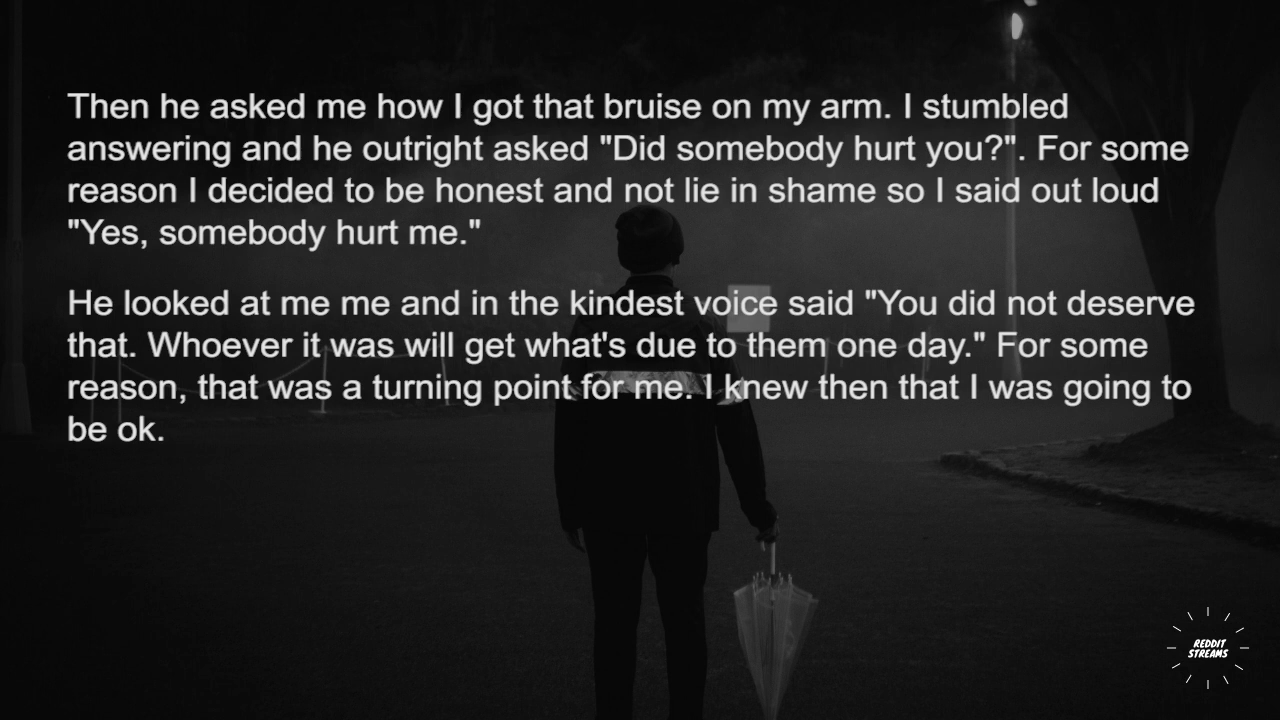 Then he asked me how I got that bruise on my arm. I stumbled
answering and he outright asked "Did somebody hurt you?". For some
reason I decided to be honest and not lie in shame so I said out loud
"Yes, somebody hurt me."
He looked at me me and in the kindest voice said "You did not deserve
that. Whoever it was will get what's due to them one day." For some
reason, that was a turning point for me. I knew then that I was going to
be ok.
REDDIT
STREAMS